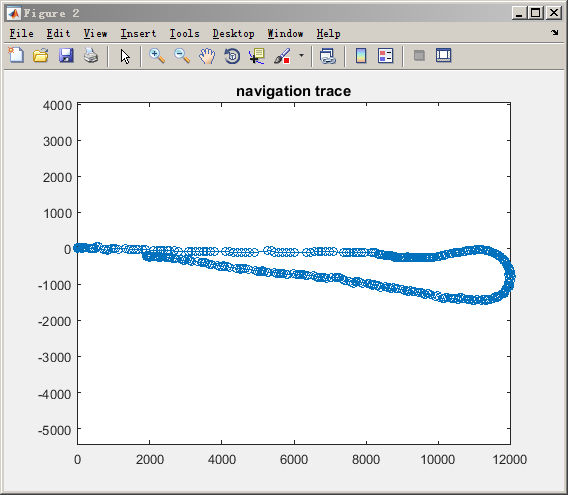 Figure 2
File Edit View Insert Tools Desktop Window Help
navigation trace
4000
3000
2000
1000
0
-1000
-2000
-3000
-4000
-5000
0 2000 4000 6000 8000 10000 12000